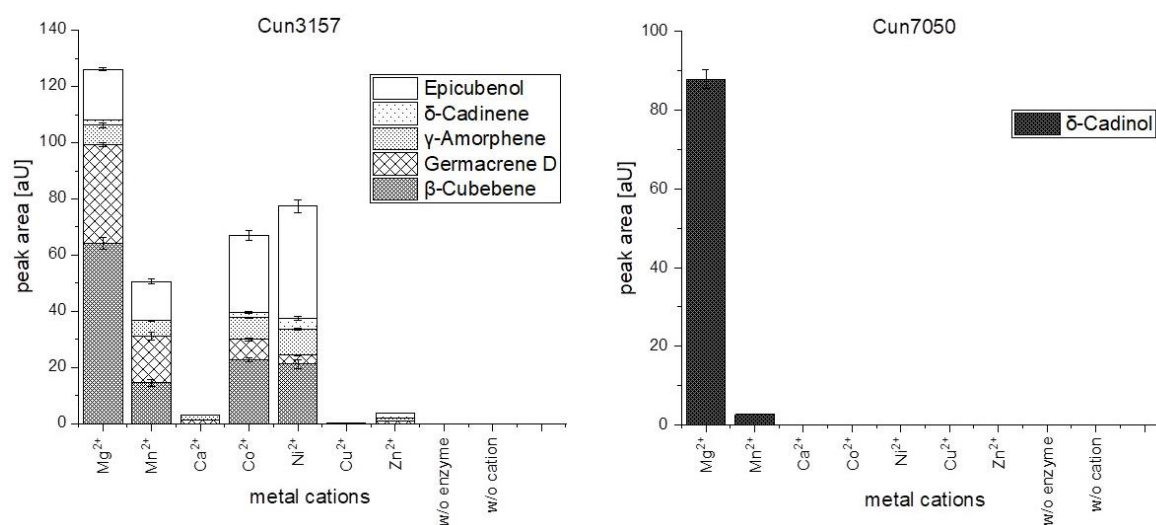 Cun3157
140
120
100
80
60
40
20
0
peak area [aU]
Epicubenol
δ-Cadinene
γ-Amorphene
Germacrene D
β-Cubebene
Mg²⁺
Mn²⁺
Ca²⁺
Co²⁺
Ni²⁺
Cu²⁺
Zn²⁺
w/o enzyme
w/o cation
metal cations
Cun7050
100
80
60
40
20
0
peak area [aU]
δ-Cadinol
Mg²⁺
Mn²⁺
Ca²⁺
Co²⁺
Ni²⁺
Cu²⁺
Zn²⁺
w/o enzyme
w/o cation
metal cations